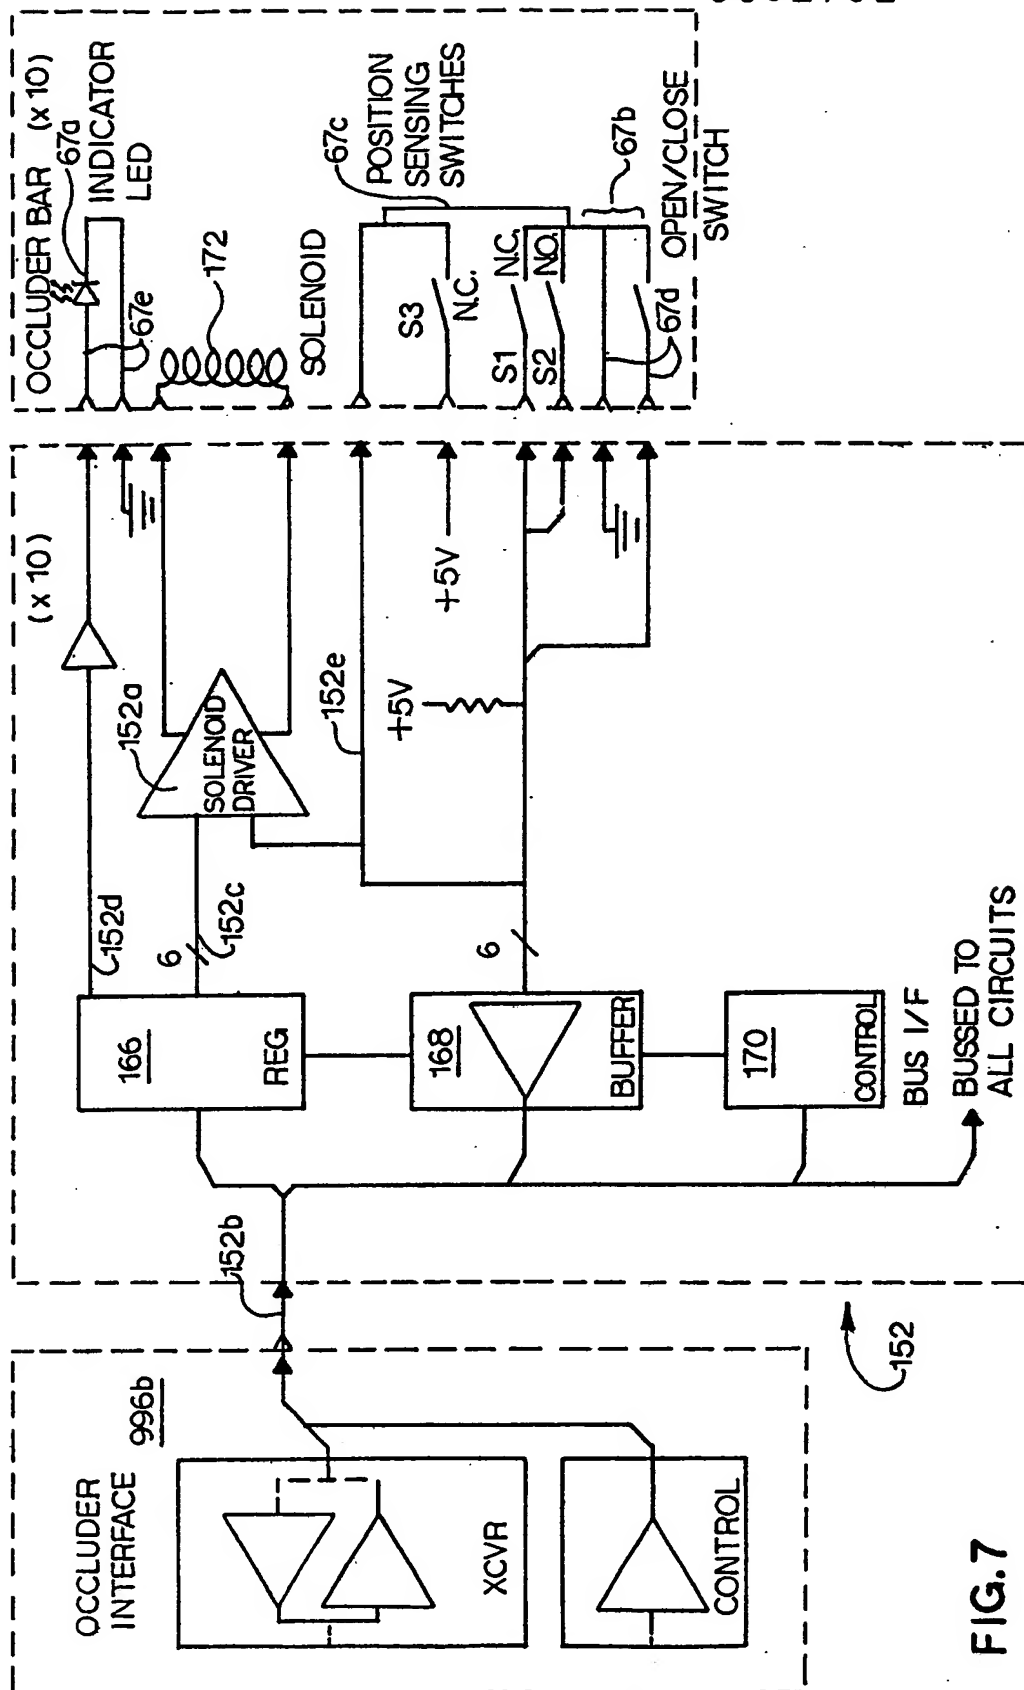 OCCLUDER BAR (x 10)
67a
INDICATOR
LED
67e
172
SOLENOID
67c
POSITION
SENSING
SWITCHES
S3
N.C.
S1
N.C.
S2
N.O.
67b
67d
OPEN/CLOSE
SWITCH
(x 10)
152a
SOLENOID
DRIVER
152e
+5V
+5V
152d
6
152c
6
166
REG
168
BUFFER
170
CONTROL
BUS I/F
BUSSED TO
ALL CIRCUITS
152b
152
OCCLUDER
INTERFACE
996b
XCVR
CONTROL
FIG.7